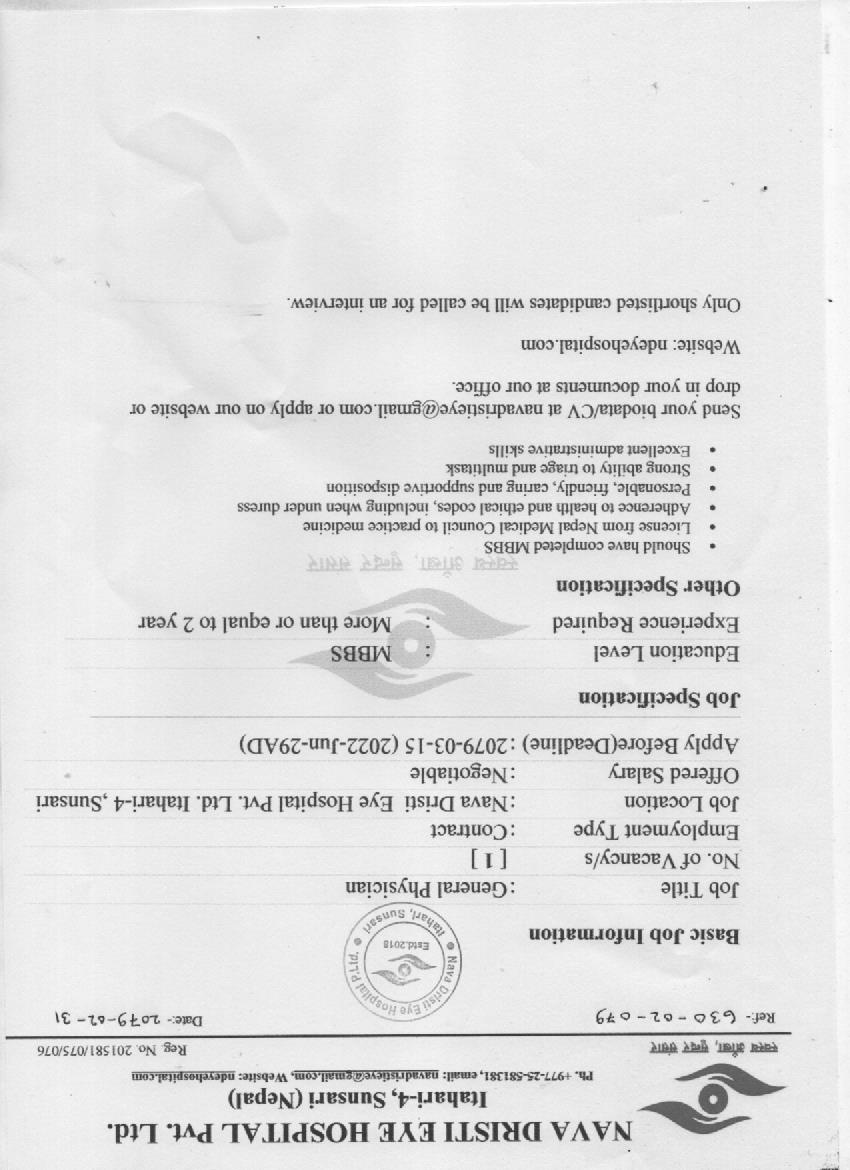 NAVA DRISTI EYE HOSPITAL Pvt. Ltd.
Itahari-4, Sunsari (Nepal)
Ph. +977-25-581381, email: navadristieye@gmail.com, Website: ndeyehospital.com
स्वस्थ आँखा, सुन्दर संसार
Reg. No. 201581/075/076
Ref:- 630-02-079
Date:- 2079-02-31
Nava Dristi Eye Hospital P.Ltd.
Estd.2018
Itahari, Sunsari
Basic Job Information
Job Title : General Physician
No. of Vacancy/s [ 1 ]
Employment Type : Contract
Job Location : Nava Dristi Eye Hospital Pvt. Ltd. Itahari-4 ,Sunsari
Offered Salary : Negotiable
Apply Before(Deadline) : 2079-03-15 (2022-Jun-29AD)
Job Specification
Education Level : MBBS
Experience Required : More than or equal to 2 year
Other Specification
स्वस्थ आँखा, सुन्दर संसार
• Should have completed MBBS
• License from Nepal Medical Council to practice medicine
• Adherence to health and ethical codes, including when under duress
• Personable, friendly, caring and supportive disposition
• Strong ability to triage and multitask
• Excellent administrative skills
Send your biodata/CV at navadristieye@gmail.com or apply on our website or
drop in your documents at our office.
Website: ndeyehospital.com
Only shortlisted candidates will be called for an interview.